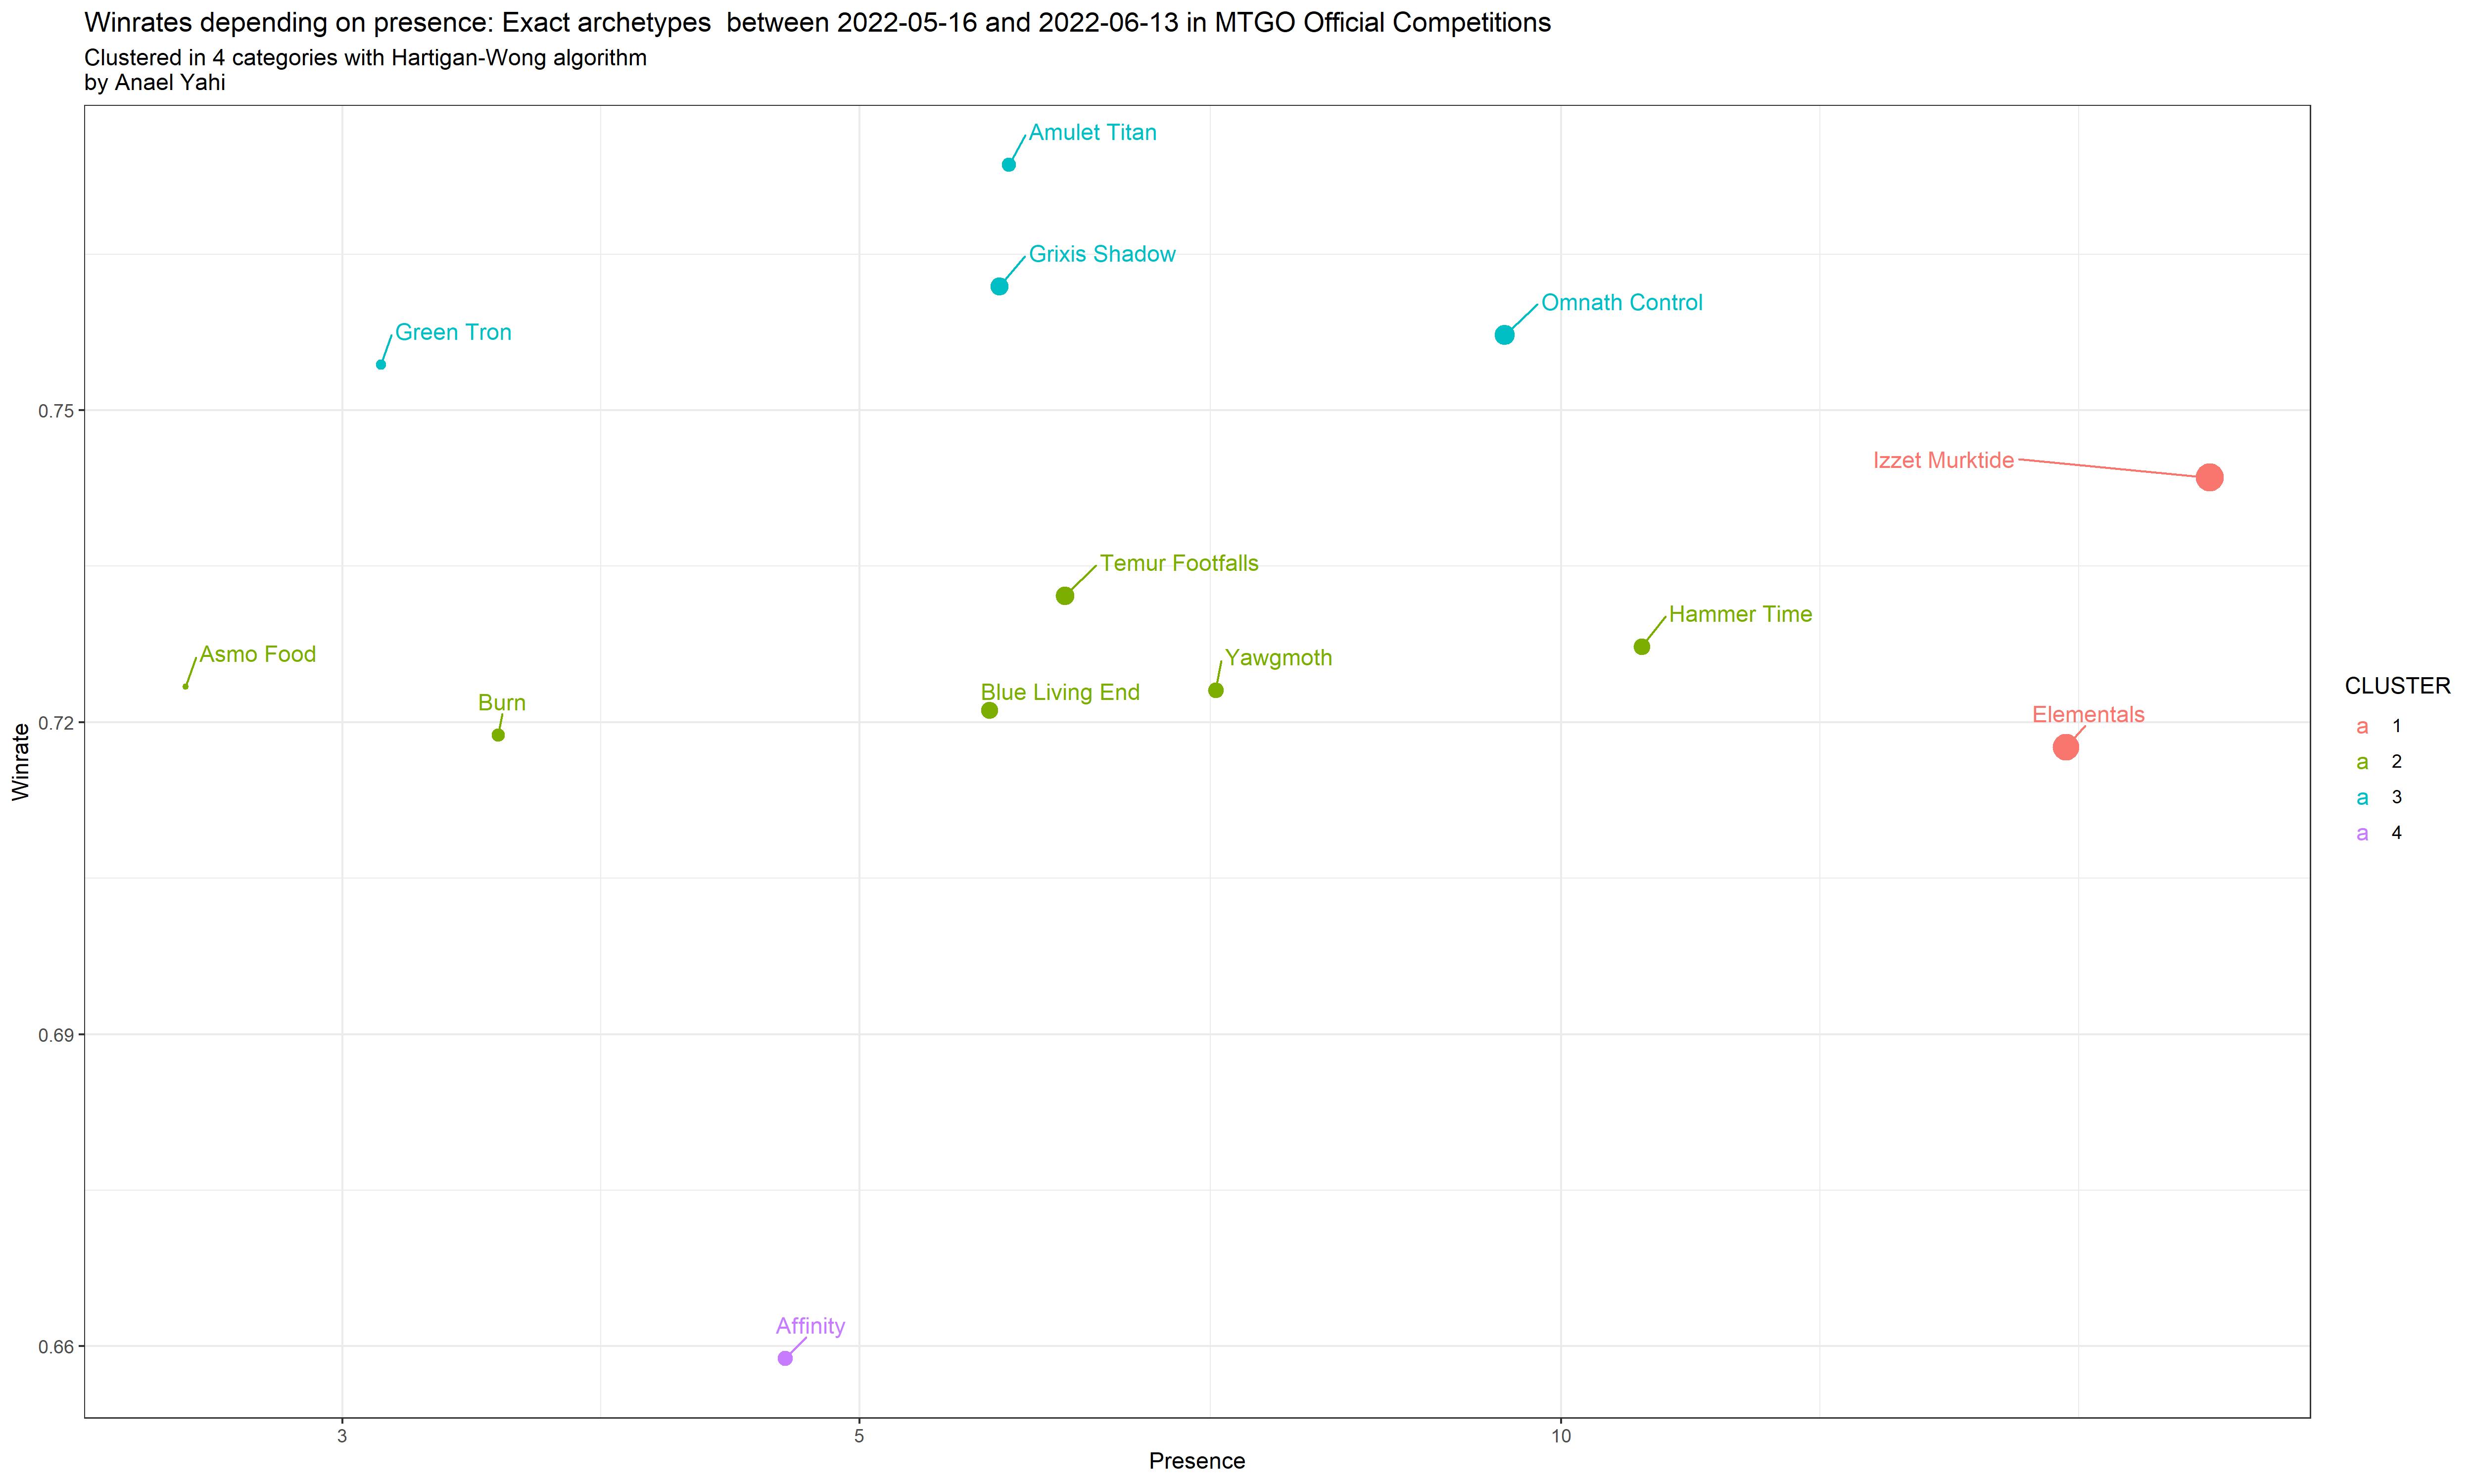 Winrates depending on presence: Exact archetypes  between 2022-05-16 and 2022-06-13 in MTGO Official Competitions
Clustered in 4 categories with Hartigan-Wong algorithm
by Anael Yahi
Amulet Titan
Grixis Shadow
Omnath Control
Green Tron
0.75
Izzet Murktide
Temur Footfalls
Hammer Time
Asmo Food
Yawgmoth
Blue Living End
Burn
Elementals
0.72
Winrate
0.69
Affinity
0.66
3
5
10
Presence
CLUSTER
a 1
a 2
a 3
a 4